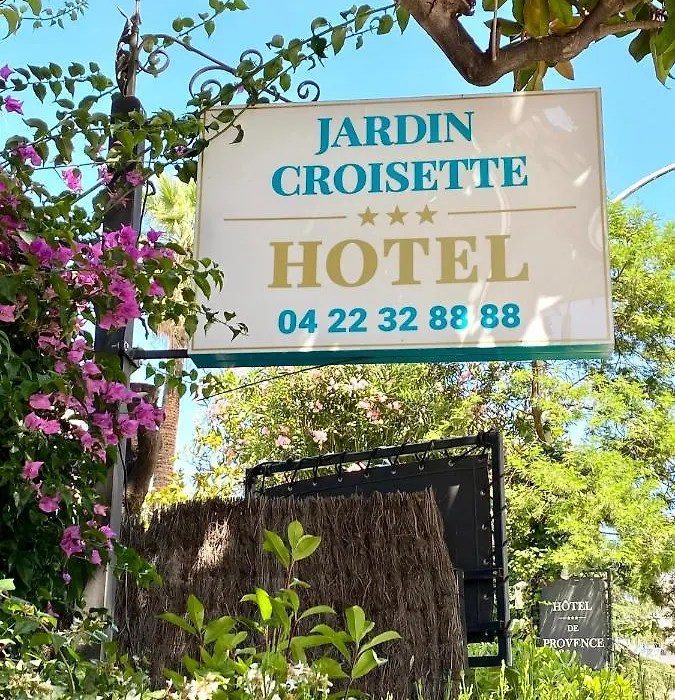 JARDIN
CROISETTE
★★★
HOTEL
04 22 32 88 88
HÔTEL
DE
PROVENCE